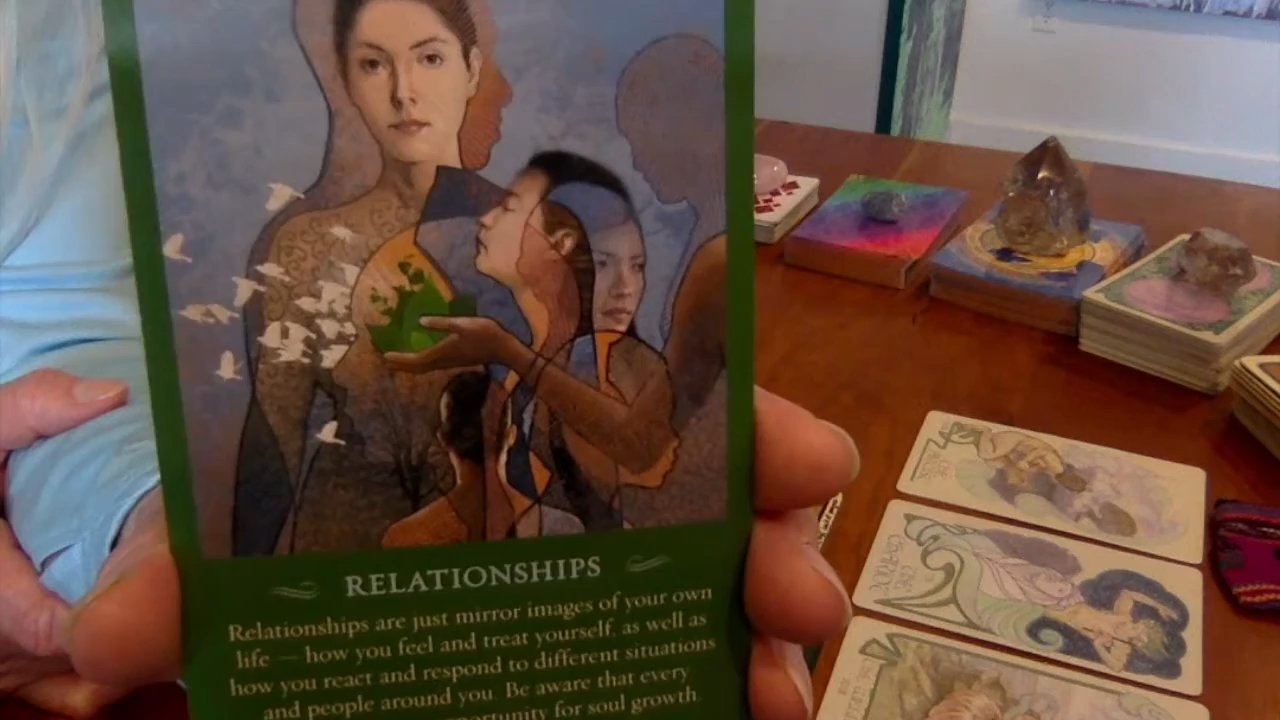 RELATIONSHIPS
Relationships are just mirror images of your own
life — how you feel and treat yourself, as well as
how you react and respond to different situations
and people around you. Be aware that every
opportunity for soul growth.